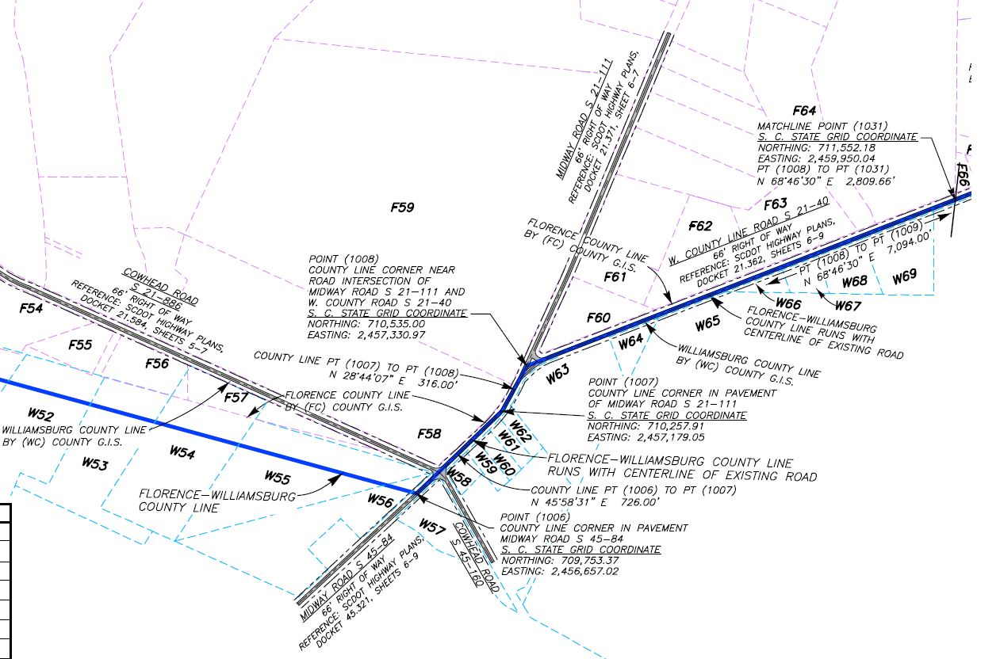 MIDWAY ROAD S 21-111
66' RIGHT OF WAY
REFERENCE: SCDOT HIGHWAY PLANS,
DOCKET 21.371, SHEET 6-7
F64
MATCHLINE POINT (1031)
S. C. STATE GRID COORDINATE
NORTHING: 711,552.18
EASTING: 2,459,950.04
PT (1008) TO PT (1031)
N 68°46'30" E 2,809.66'
F66
F59
F63
F62
W. COUNTY LINE ROAD S 21-40
66' RIGHT OF WAY
REFERENCE: SCDOT HIGHWAY PLANS,
DOCKET 21.362, SHEETS 6-9
FLORENCE COUNTY LINE
BY (FC) COUNTY G.I.S.
PT (1008) TO PT (1009)
N 68°46'30" E 7,094.00'
POINT (1008)
COUNTY LINE CORNER NEAR
ROAD INTERSECTION OF
MIDWAY ROAD S 21-111 AND
W. COUNTY ROAD S 21-40
S. C. STATE GRID COORDINATE
NORTHING: 710,535.00
EASTING: 2,457,330.97
COWHEAD ROAD
S 21-886
66' RIGHT OF WAY
REFERENCE: SCDOT HIGHWAY PLANS,
DOCKET 21.584, SHEETS 5-7
F61
W69
W68
W67
W66
F54
F60
W65
FLORENCE-WILLIAMSBURG
COUNTY LINE RUNS WITH
CENTERLINE OF EXISTING ROAD
F55
W64
F56
COUNTY LINE PT (1007) TO PT (1008)
N 28°44'07" E 316.00'
WILLIAMSBURG COUNTY LINE
BY (WC) COUNTY G.I.S.
W63
F57
FLORENCE COUNTY LINE
BY (FC) COUNTY G.I.S.
POINT (1007)
COUNTY LINE CORNER IN PAVEMENT
OF MIDWAY ROAD S 21-111
S. C. STATE GRID COORDINATE
NORTHING: 710,257.91
EASTING: 2,457,179.05
W52
WILLIAMSBURG COUNTY LINE
BY (WC) COUNTY G.I.S.
F58
W62
W61
W60
W59
W58
W53
W54
W55
FLORENCE-WILLIAMSBURG COUNTY LINE
RUNS WITH CENTERLINE OF EXISTING ROAD
COUNTY LINE PT (1006) TO PT (1007)
N 45°58'31" E 726.00'
FLORENCE-WILLIAMSBURG
COUNTY LINE
W56
W57
POINT (1006)
COUNTY LINE CORNER IN PAVEMENT
MIDWAY ROAD S 45-84
S. C. STATE GRID COORDINATE
NORTHING: 709,753.37
EASTING: 2,456,657.02
COWHEAD ROAD
S 45-160
MIDWAY ROAD S 45-84
66' RIGHT OF WAY
REFERENCE: SCDOT HIGHWAY PLANS,
DOCKET 45.321, SHEETS 6-9